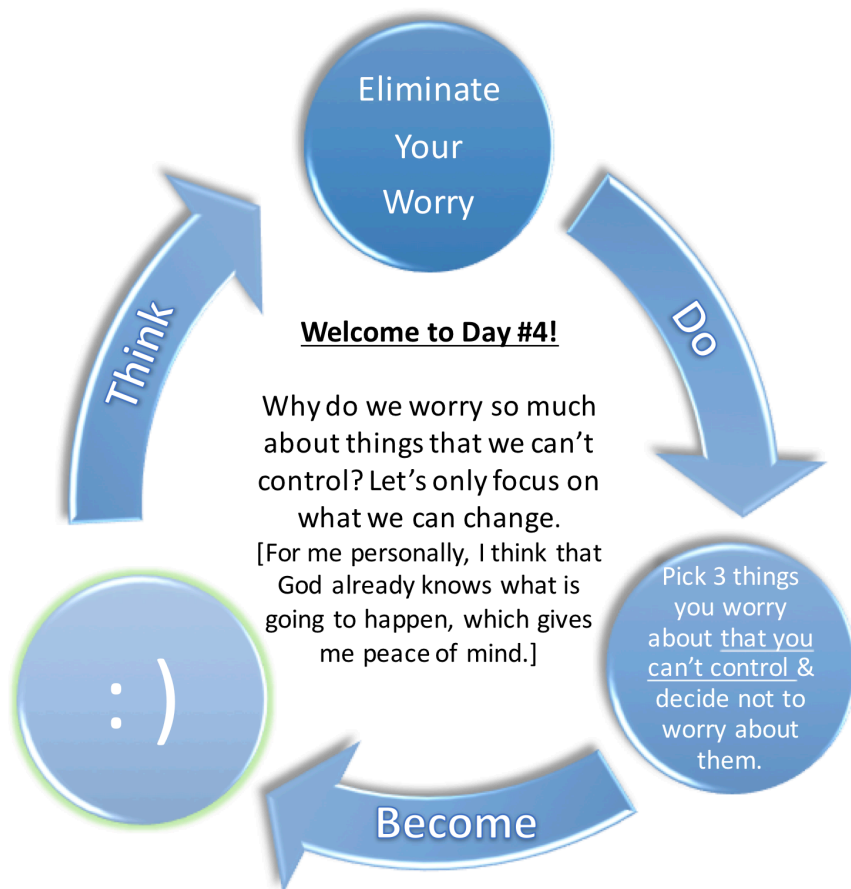 Eliminate
Your
Worry
Do
Think
Welcome to Day #4!
Why do we worry so much
about things that we can't
control? Let's only focus on
what we can change.
[For me personally, I think that
God already knows what is
going to happen, which gives
me peace of mind.]
Pick 3 things
you worry
about that you
can't control &
decide not to
worry about
them.
Become
: )